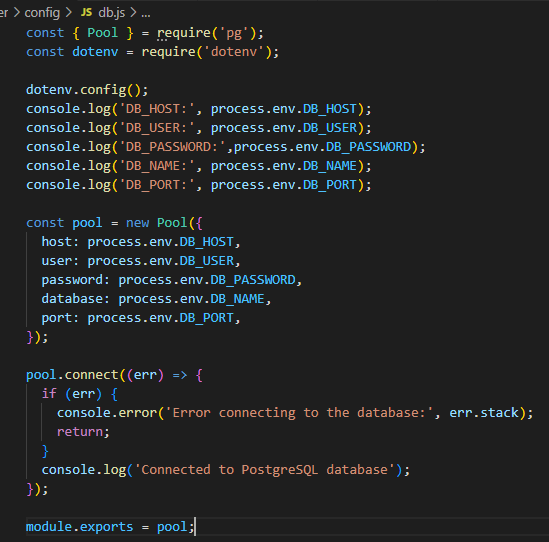 er > config > JS db.js > ...
const { Pool } = require('pg');
const dotenv = require('dotenv');
dotenv.config();
console.log('DB_HOST:', process.env.DB_HOST);
console.log('DB_USER:', process.env.DB_USER);
console.log('DB_PASSWORD:',process.env.DB_PASSWORD);
console.log('DB_NAME:', process.env.DB_NAME);
console.log('DB_PORT:', process.env.DB_PORT);
const pool = new Pool({
  host: process.env.DB_HOST,
  user: process.env.DB_USER,
  password: process.env.DB_PASSWORD,
  database: process.env.DB_NAME,
  port: process.env.DB_PORT,
});
pool.connect((err) => {
  if (err) {
    console.error('Error connecting to the database:', err.stack);
    return;
  }
  console.log('Connected to PostgreSQL database');
});
module.exports = pool;